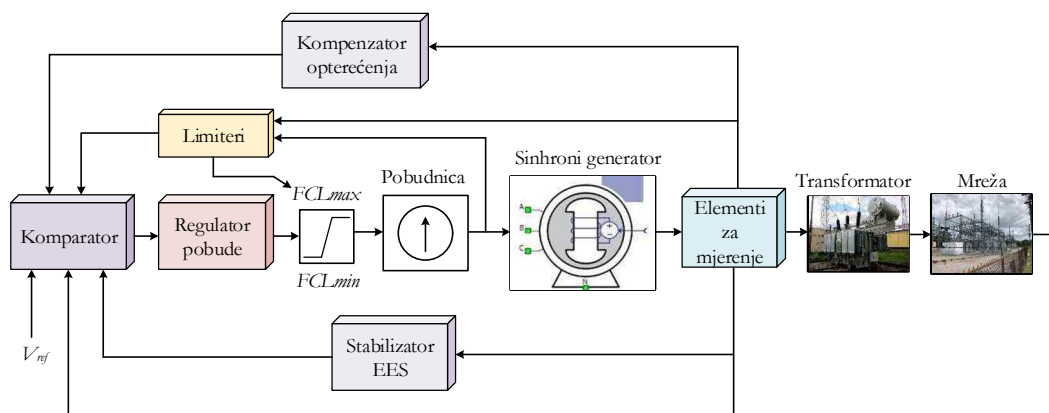 Kompenzator
opterećenja
Limiteri
Sinhroni generator
FCLmax
Pobudnica
Transformator
Mreža
Komparator
Regulator
pobude
Elementi
za
mjerenje
A
B
C
N
FCLmin
Vref
Stabilizator
EES